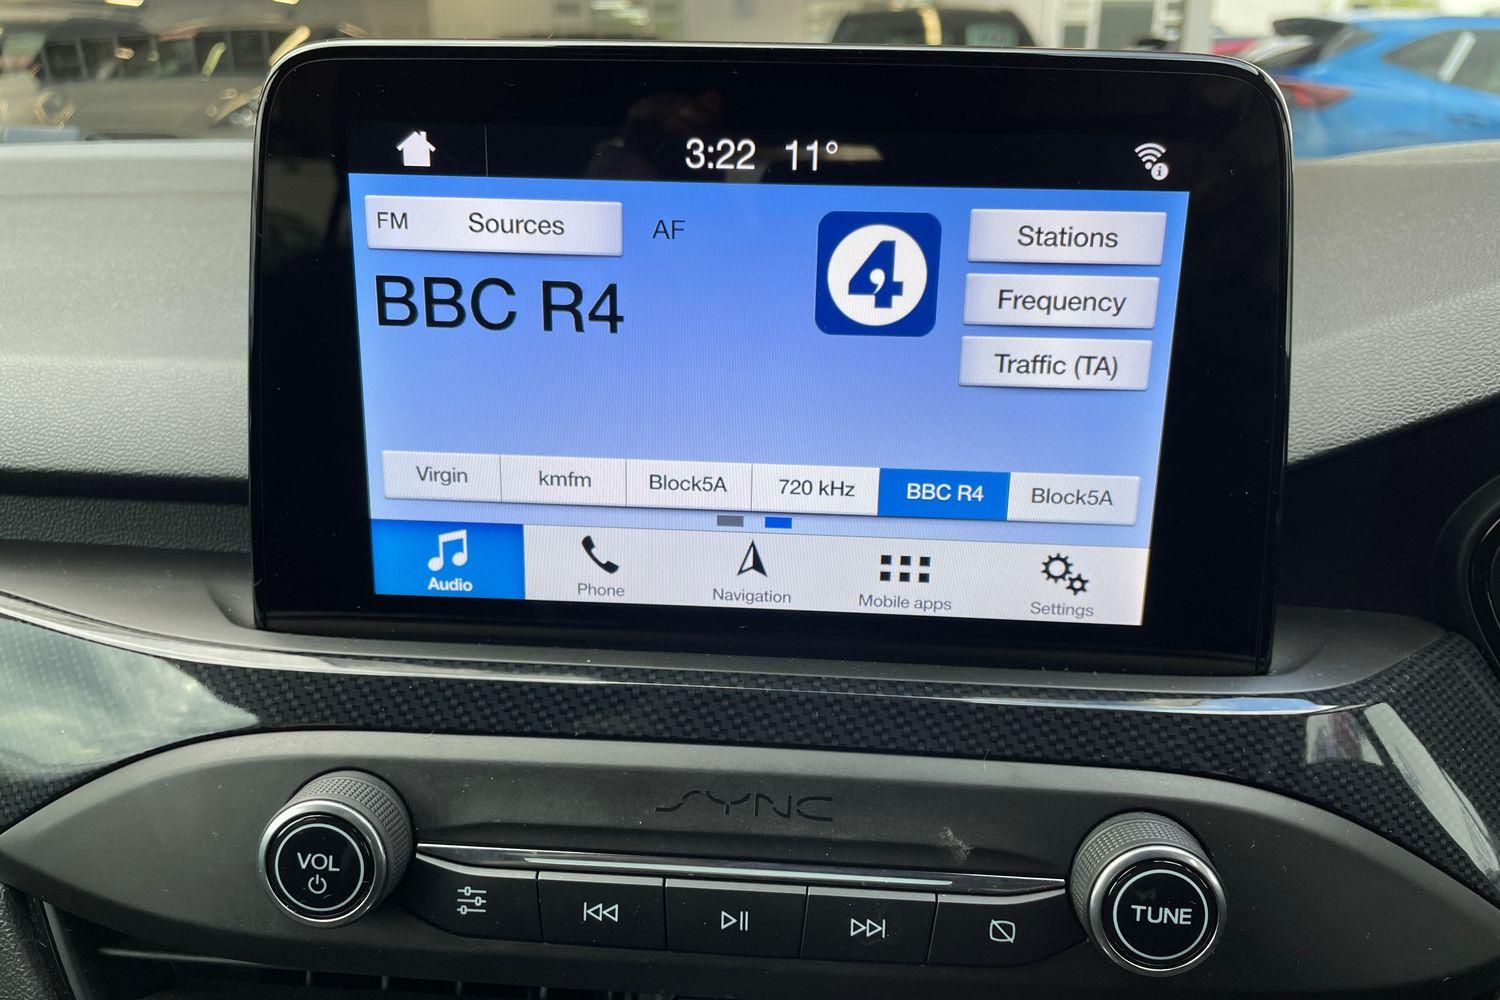 3:22 11°
FM Sources AF
Stations
BBC R4
4
Frequency
Traffic (TA)
Virgin kmfm Block5A 720 kHz BBC R4 Block5A
Audio Phone Navigation Mobile apps Settings
SYNC
VOL
TUNE